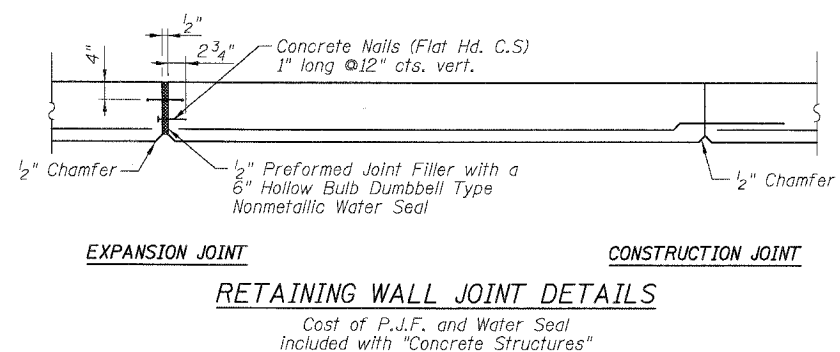 1/2"
4"
2 3/4"
Concrete Nails (Flat Hd. C.S)
1" long @12" cts. vert.
1/2" Chamfer
1/2" Preformed Joint Filler with a
6" Hollow Bulb Dumbbell Type
Nonmetallic Water Seal
1/2" Chamfer
EXPANSION JOINT
CONSTRUCTION JOINT
RETAINING WALL JOINT DETAILS
Cost of P.J.F. and Water Seal
included with "Concrete Structures"